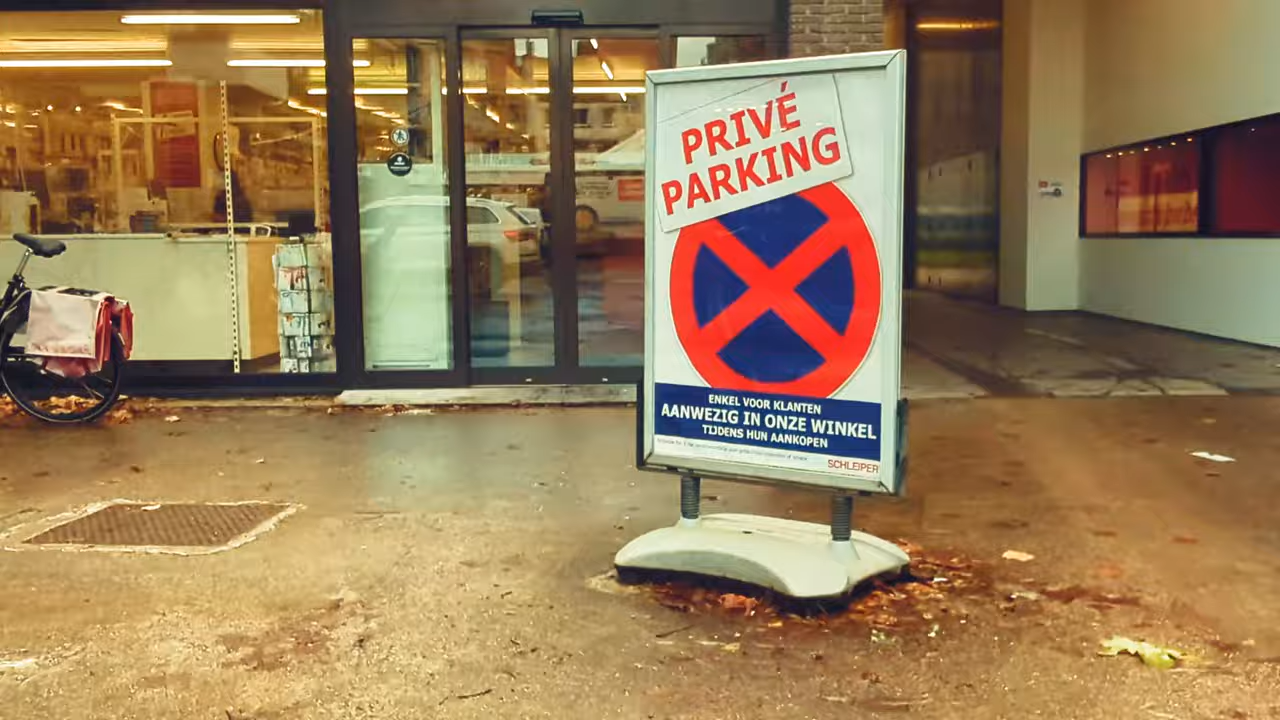 PRIVÉ
PARKING
ENKEL VOOR KLANTEN
AANWEZIG IN ONZE WINKEL
TIJDENS HUN AANKOPEN
SCHLEIPER